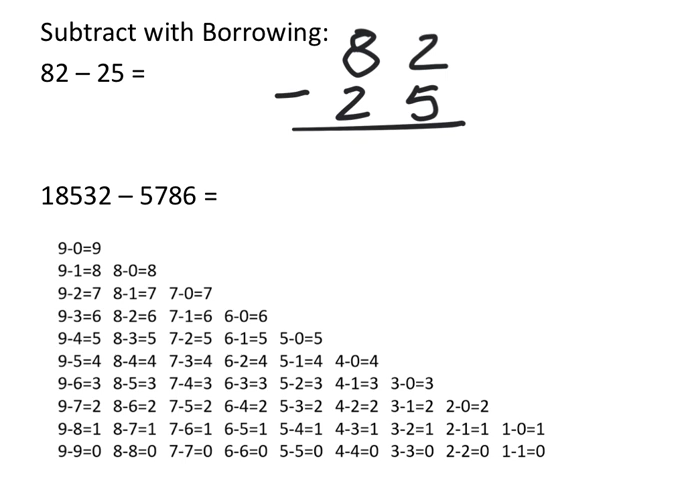 Subtract with Borrowing:
82 – 25 =
8 2
- 2 5
18532 – 5786 =
9-0=9
9-1=8 8-0=8
9-2=7 8-1=7 7-0=7
9-3=6 8-2=6 7-1=6 6-0=6
9-4=5 8-3=5 7-2=5 6-1=5 5-0=5
9-5=4 8-4=4 7-3=4 6-2=4 5-1=4 4-0=4
9-6=3 8-5=3 7-4=3 6-3=3 5-2=3 4-1=3 3-0=3
9-7=2 8-6=2 7-5=2 6-4=2 5-3=2 4-2=2 3-1=2 2-0=2
9-8=1 8-7=1 7-6=1 6-5=1 5-4=1 4-3=1 3-2=1 2-1=1 1-0=1
9-9=0 8-8=0 7-7=0 6-6=0 5-5=0 4-4=0 3-3=0 2-2=0 1-1=0